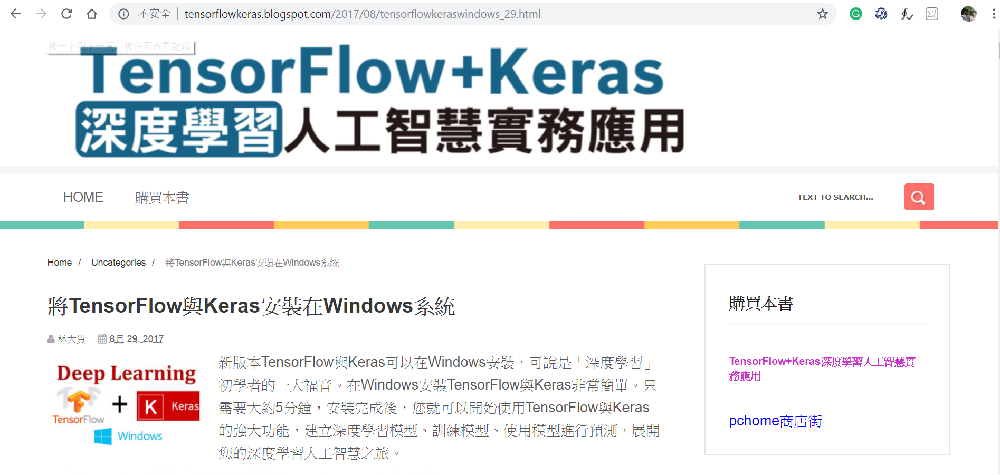 不安全 tensorflowkeras.blogspot.com/2017/08/tensorflowkeraswindows_29.html
按一下到下一頁，按住可查看記錄
TensorFlow+Keras
深度學習人工智慧實務應用
HOME 購買本書 TEXT TO SEARCH...
Home / Uncategories / 將TensorFlow與Keras安裝在Windows系統
將TensorFlow與Keras安裝在Windows系統
林大貴 8月 29, 2017
Deep Learning
TensorFlow + K Keras
Windows
新版本TensorFlow與Keras可以在Windows安裝，可說是「深度學習」
初學者的一大福音。在Windows安裝TensorFlow與Keras非常簡單。只
需要大約5分鐘，安裝完成後，您就可以開始使用TensorFlow與Keras
的強大功能，建立深度學習模型、訓練模型、使用模型進行預測，展開
您的深度學習人工智慧之旅。
購買本書
TensorFlow+Keras深度學習人工智慧實
務應用
pchome商店街